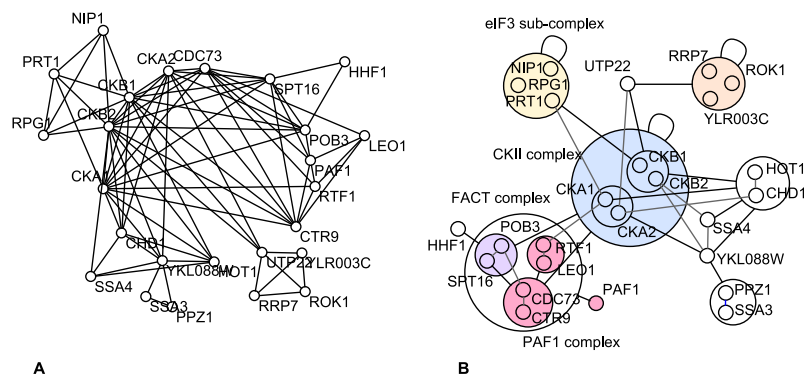 NIP1
CKA2 CDC73
PRT1
CKB1
HHF1
SPT16
RPG1
CKB2
POB3
LEO1
PAF1
CKA1
RTF1
CTR9
CHD1
UTP22 YLR003C
YKL088W HOT1
SSA4
SSA3
PPZ1
RRP7
ROK1
A
eIF3 sub-complex
NIP1
RPG1
PRT1
UTP22
RRP7
ROK1
YLR003C
CKII complex
CKB1
CKB2
CKA1
CKA2
HOT1
CHD1
FACT complex
SSA4
POB3
HHF1
RTF1
LEO1
SPT16
YKL088W
CDC73
CTR9
PAF1
PPZ1
SSA3
PAF1 complex
B